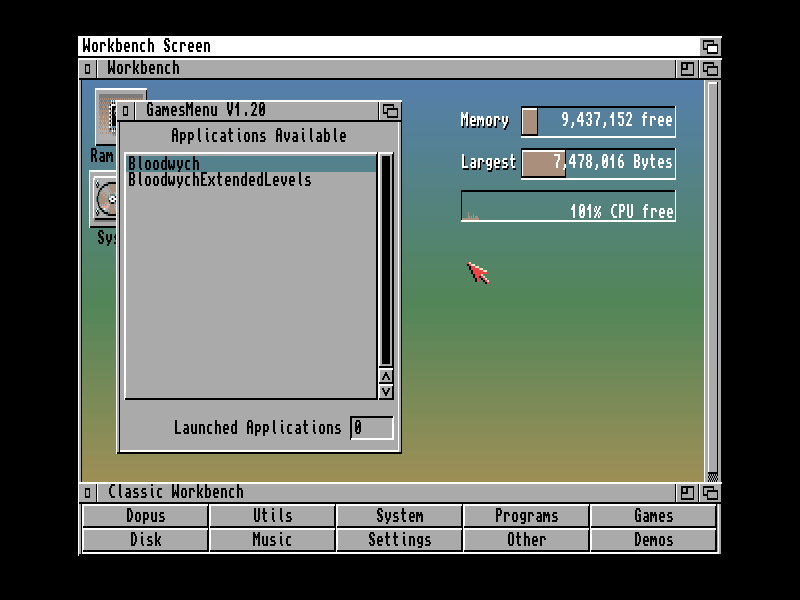 Workbench Screen
Workbench
GamesMenu V1.20
Applications Available
Bloodwych
BloodwychExtendedLevels
Launched Applications 0
Ram
Sys
Memory 9,437,152 free
Largest 7,478,016 Bytes
101% CPU free
Classic Workbench
Dopus Utils System Programs Games
Disk Music Settings Other Demos